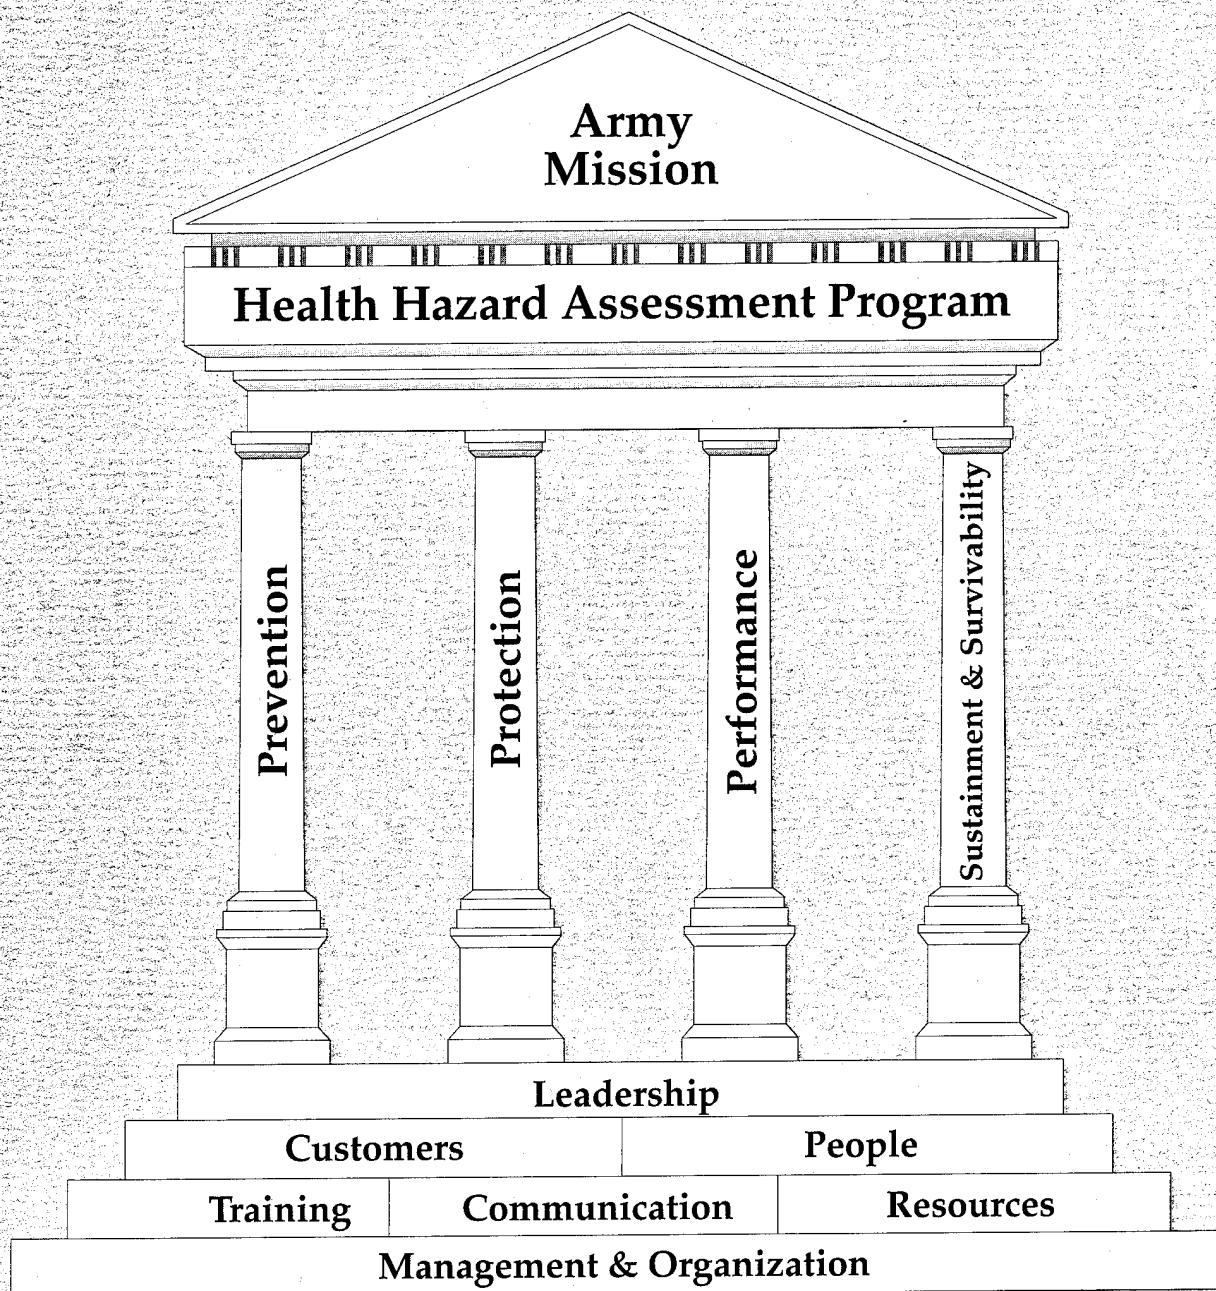 Army
Mission
Health Hazard Assessment Program
Prevention
Protection
Performance
Sustainment & Survivability
Leadership
Customers
People
Training
Communication
Resources
Management & Organization